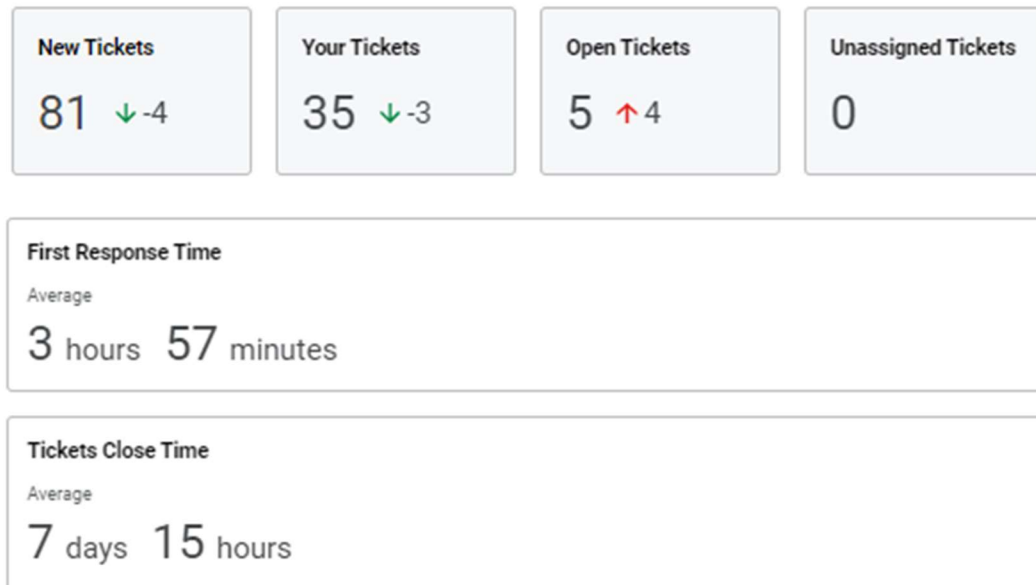 New Tickets
81 ↓ -4
Your Tickets
35 ↓ -3
Open Tickets
5 ↑ 4
Unassigned Tickets
0
First Response Time
Average
3 hours 57 minutes
Tickets Close Time
Average
7 days 15 hours